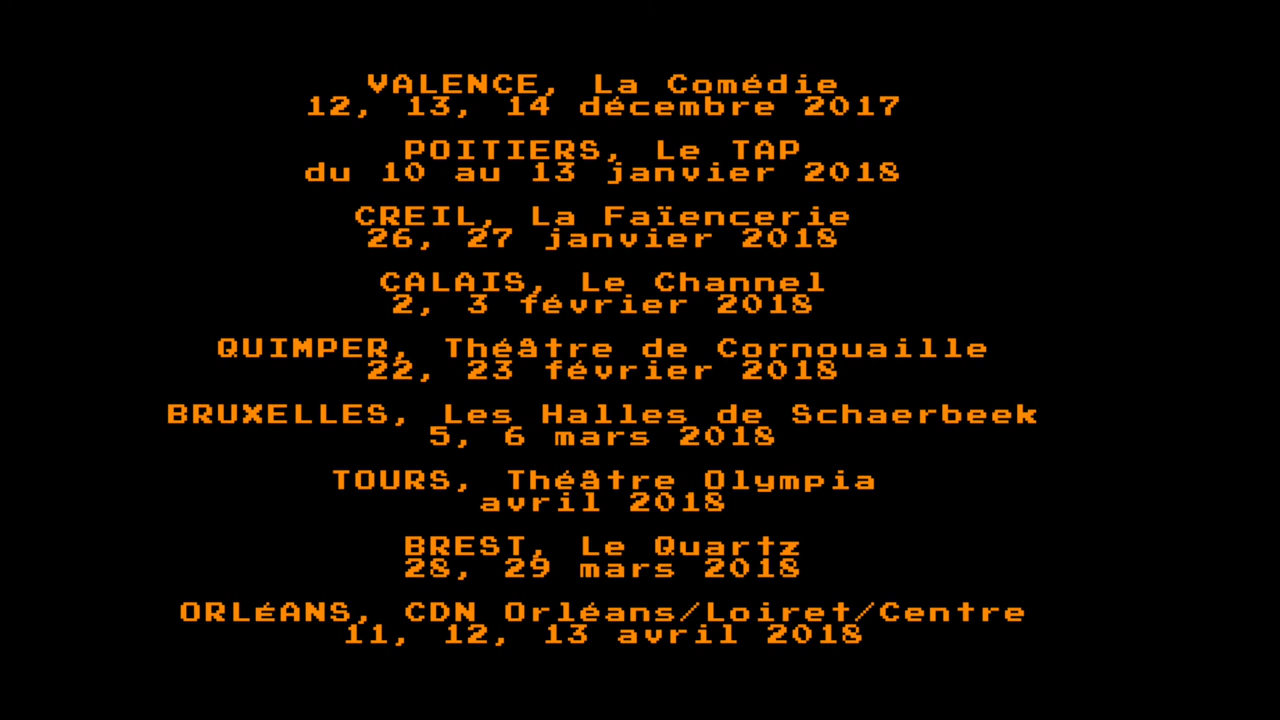 VALENCE, La Comédie
12, 13, 14 décembre 2017
POITIERS, Le TAP
du 10 au 13 janvier 2018
CREIL, La Faïencerie
26, 27 janvier 2018
CALAIS, Le Channel
2, 3 février 2018
QUIMPER, Théâtre de Cornouaille
22, 23 février 2018
BRUXELLES, Les Halles de Schaerbeek
5, 6 mars 2018
TOURS, Théâtre Olympia
avril 2018
BREST, Le Quartz
28, 29 mars 2018
ORLéANS, CDN Orléans/Loiret/Centre
11, 12, 13 avril 2018